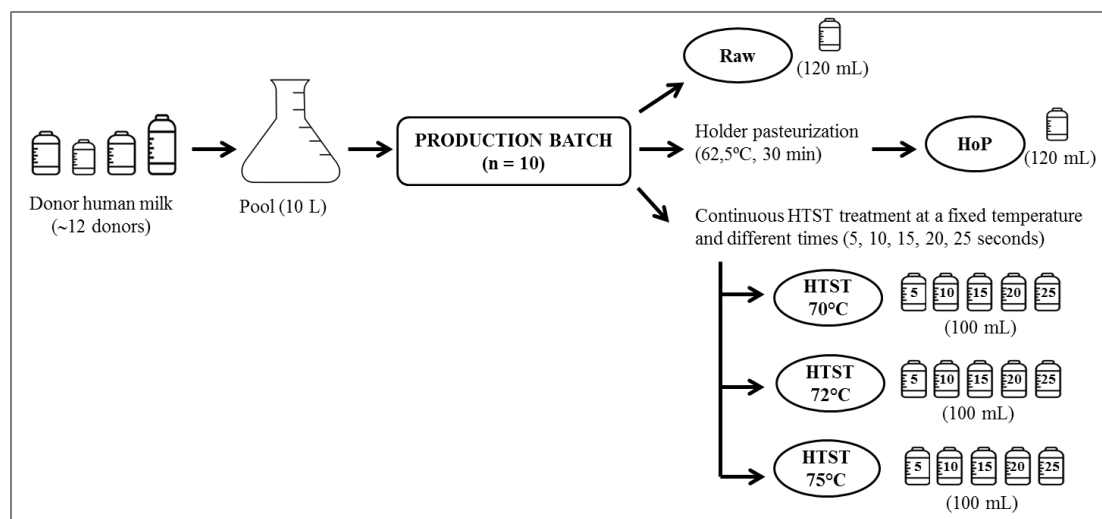 Donor human milk
(~12 donors)
Pool (10 L)
PRODUCTION BATCH
(n = 10)
Raw
(120 mL)
Holder pasteurization
(62,5ºC, 30 min)
HoP
(120 mL)
Continuous HTST treatment at a fixed temperature
and different times (5, 10, 15, 20, 25 seconds)
HTST
70°C
5 10 15 20 25
(100 mL)
HTST
72°C
5 10 15 20 25
(100 mL)
HTST
75°C
5 10 15 20 25
(100 mL)